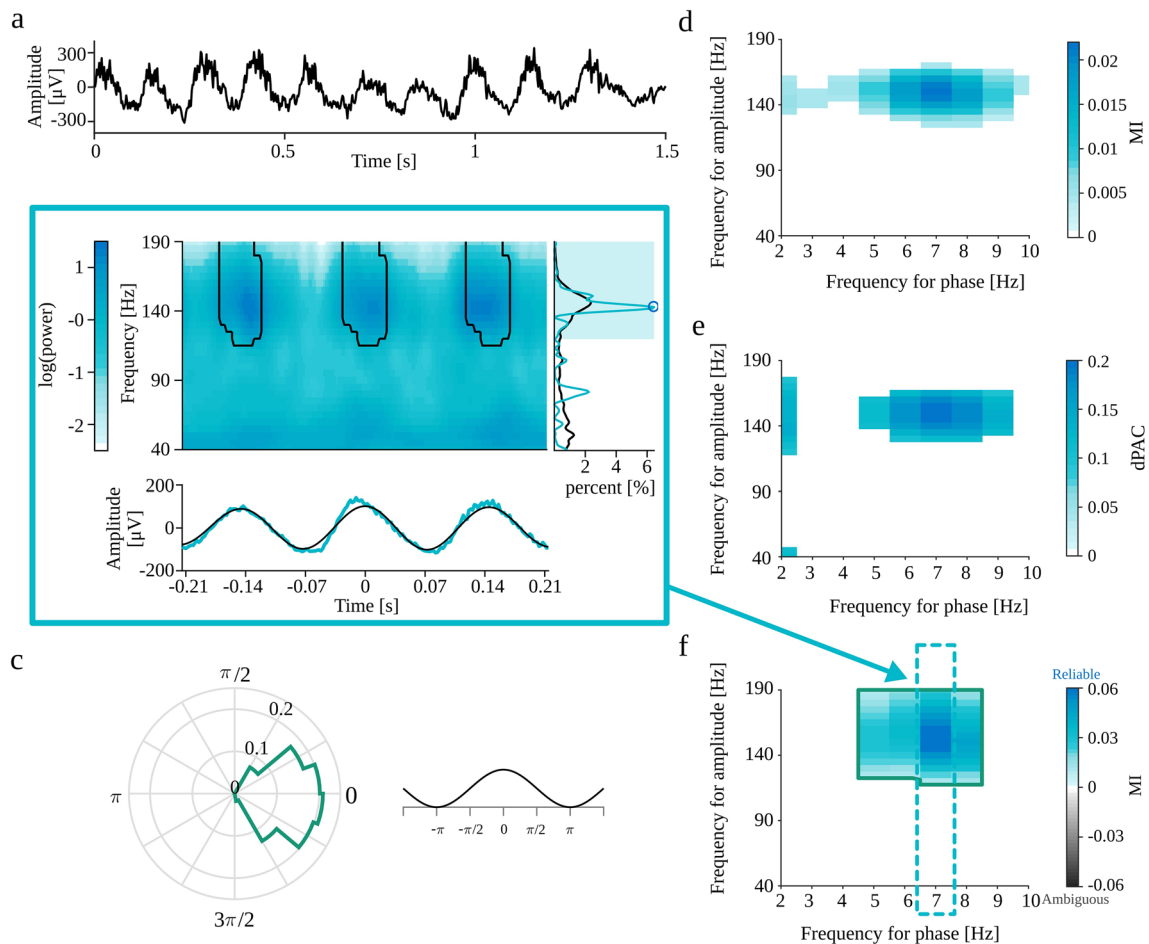 a
Amplitude
[µV]
300
0
-300
0
0.5
1
1.5
Time [s]
log(power)
1
-0
-1
-2
Frequency [Hz]
190
140
90
40
2
4
6
percent [%]
Amplitude
[µV]
200
0
-200
-0.21
-0.14
-0.07
0
0.07
0.14
0.21
Time [s]
c
π/2
0.2
0.1
0
π
0
3π/2
-π
-π/2
0
π/2
π
d
Frequency for amplitude [Hz]
190
140
90
40
2
3
4
5
6
7
8
9
10
Frequency for phase [Hz]
0.02
0.015
0.01
0.005
0
MI
e
Frequency for amplitude [Hz]
190
140
90
40
2
3
4
5
6
7
8
9
10
Frequency for phase [Hz]
0.2
0.15
0.1
0.05
0
dPAC
f
Frequency for amplitude [Hz]
190
140
90
40
2
3
4
5
6
7
8
9
10
Frequency for phase [Hz]
Reliable
0.06
0.03
0
-0.03
-0.06
MI
Ambiguous